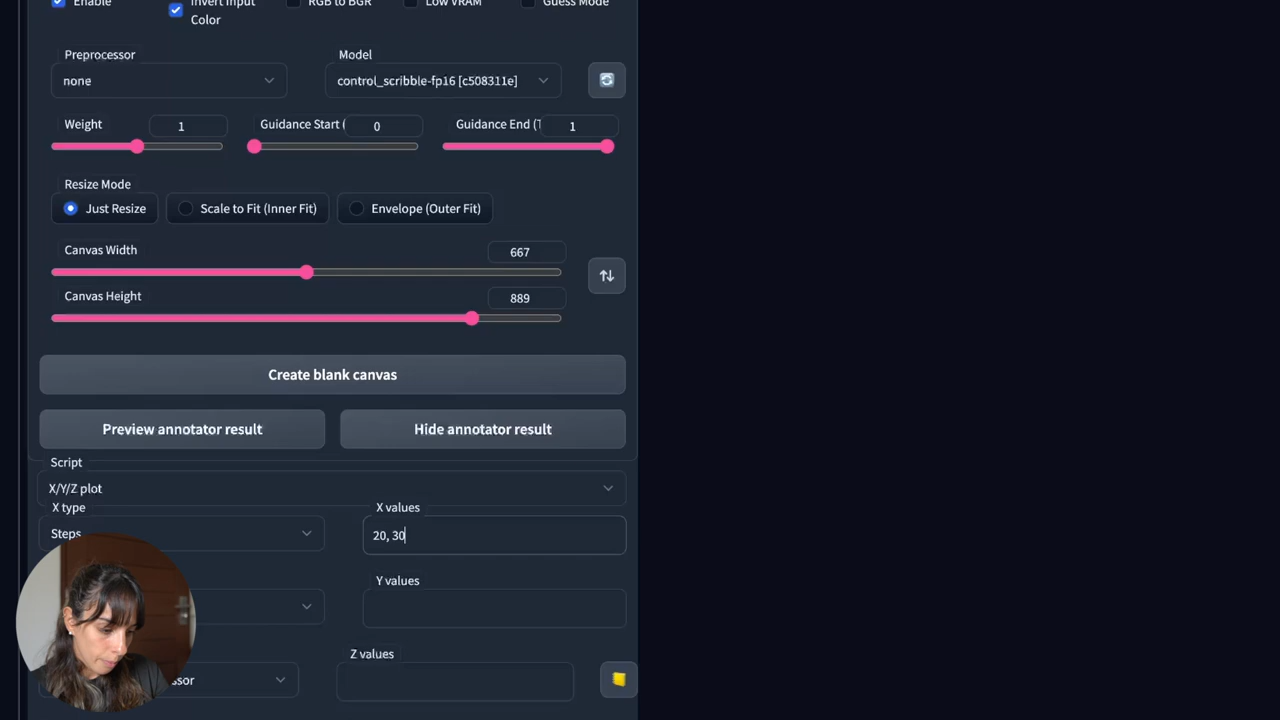 Enable
Invert Input
Color
RGB to BGR
Low VRAM
Guess Mode
Preprocessor
Model
none
control_scribble-fp16 [c508311e]
Weight
1
Guidance Start (
0
Guidance End (T
1
Resize Mode
Just Resize
Scale to Fit (Inner Fit)
Envelope (Outer Fit)
Canvas Width
667
Canvas Height
889
Create blank canvas
Preview annotator result
Hide annotator result
Script
X/Y/Z plot
X type
X values
Steps
20, 30
Y values
Z values
ssor